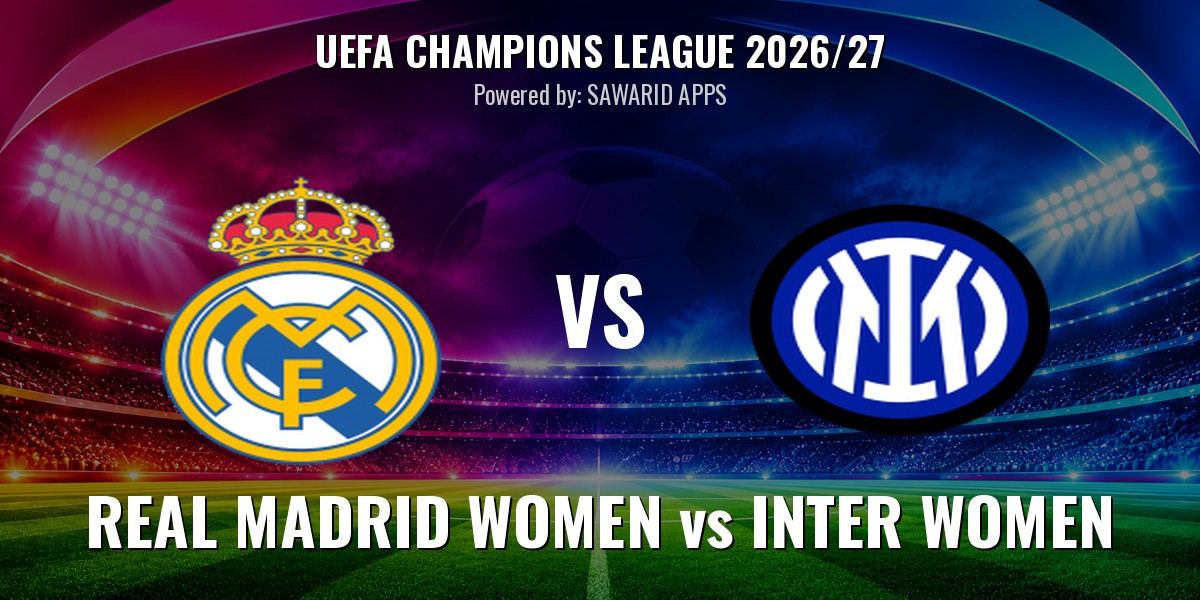 UEFA CHAMPIONS LEAGUE 2026/27
Powered by: SAWARID APPS
VS
REAL MADRID WOMEN vs INTER WOMEN